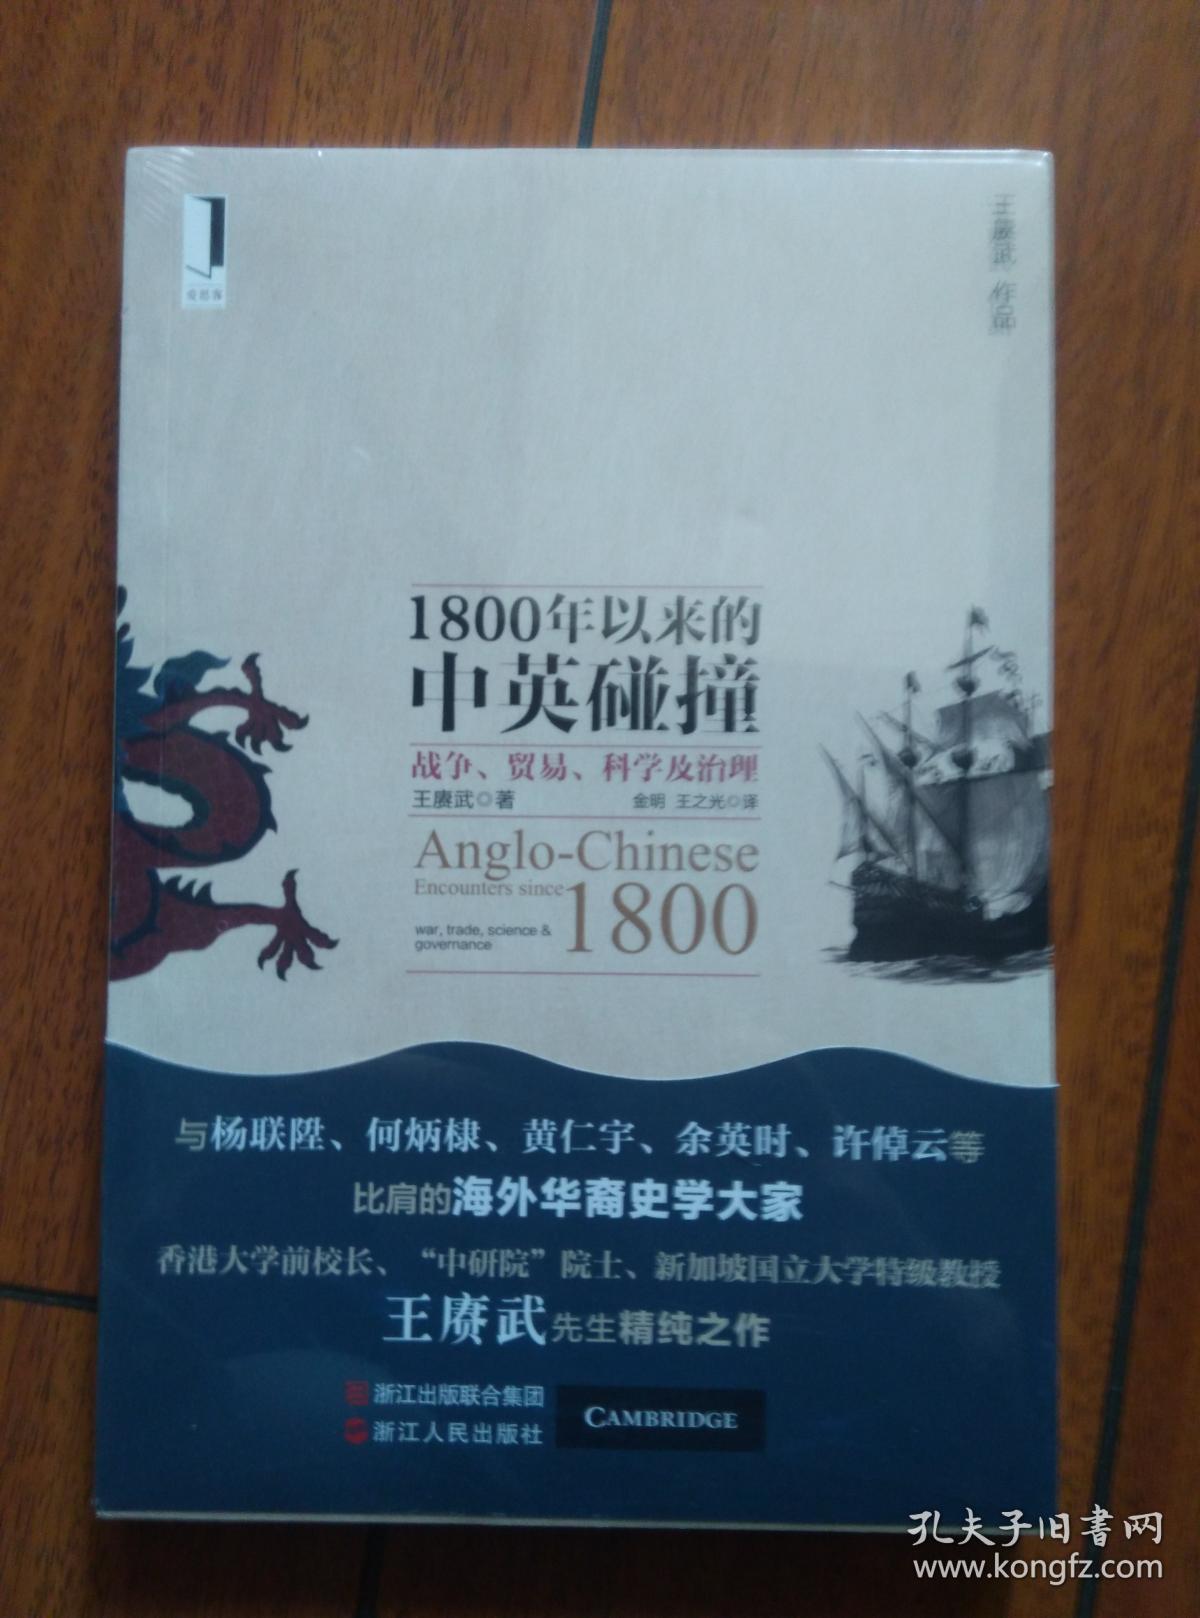 爱思客
王赓武 作品
1800年以来的
中英碰撞
战争、贸易、科学及治理
王赓武◎著 金明 王之光◎译
Anglo-Chinese
Encounters since
1800
war, trade, science &
governance
与杨联陞、何炳棣、黄仁宇、余英时、许倬云等
比肩的海外华裔史学大家
香港大学前校长、“中研院”院士、新加坡国立大学特级教授
王赓武先生精纯之作
浙江出版联合集团
浙江人民出版社
CAMBRIDGE
孔夫子旧書网
www.kongfz.com